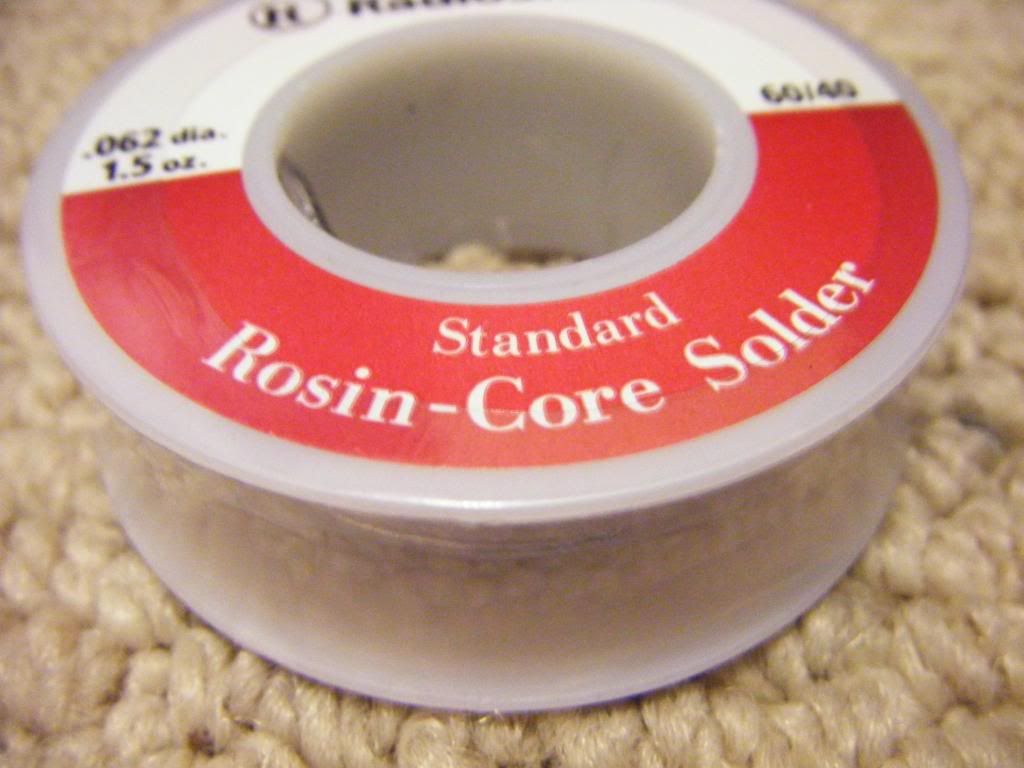 .062 dia.
1.5 oz.
60/40
Standard
Rosin-Core Solder